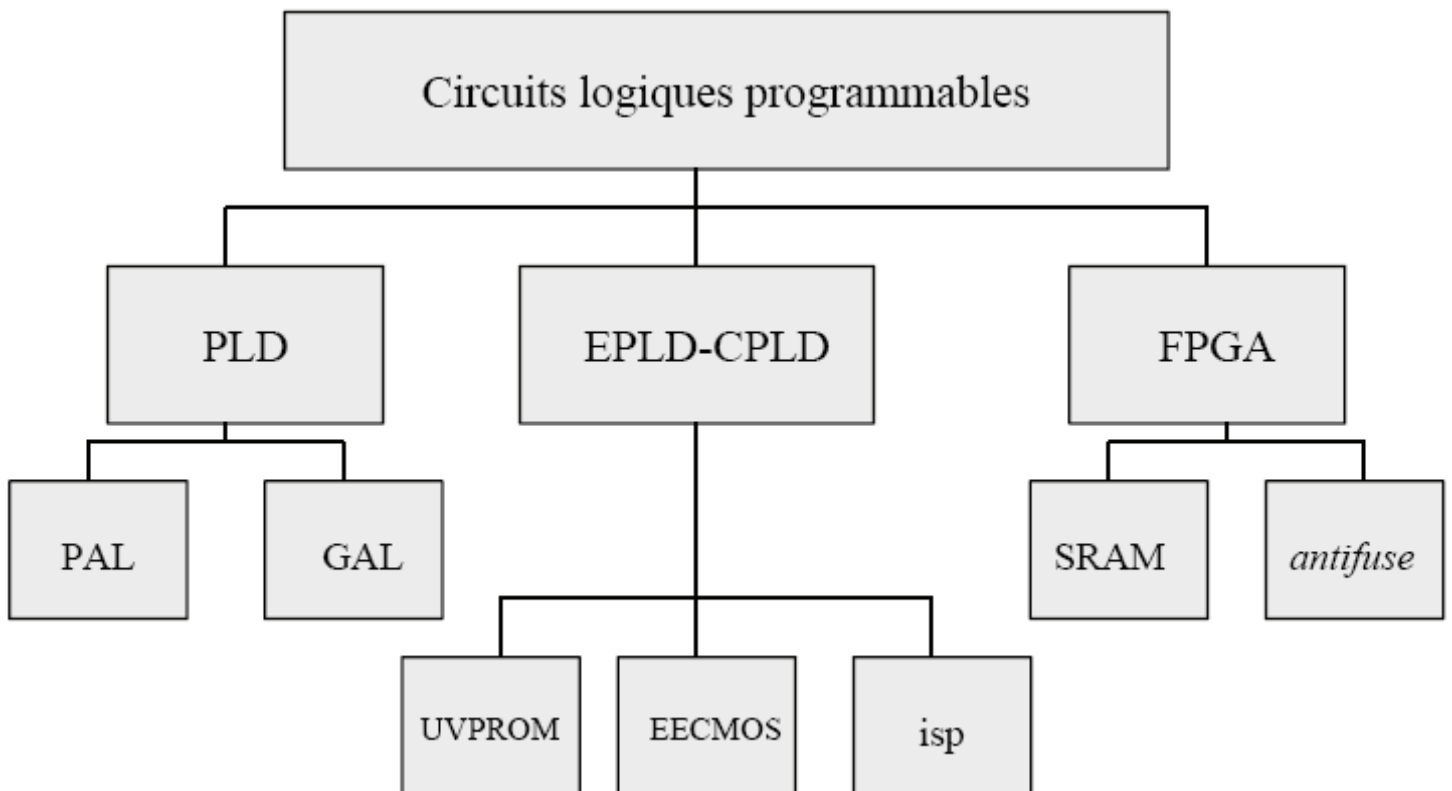 Circuits logiques programmables
PLD
EPLD-CPLD
FPGA
PAL
GAL
SRAM
antifuse
UVPROM
EECMOS
isp